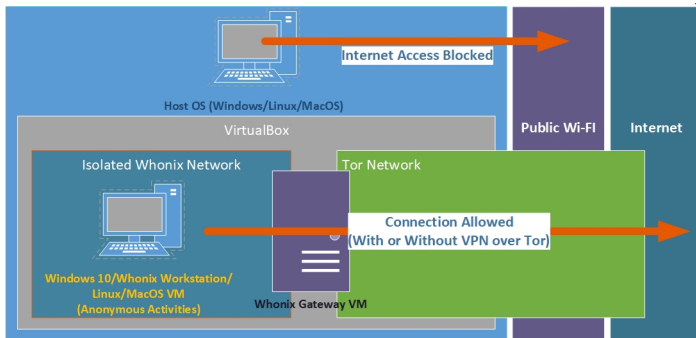 Internet Access Blocked
Host OS (Windows/Linux/MacOS)
VirtualBox
Public Wi-FI
Internet
Isolated Whonix Network
Tor Network
Connection Allowed
(With or Without VPN over Tor)
Windows 10/Whonix Workstation/
Linux/MacOS VM
(Anonymous Activities)
Whonix Gateway VM